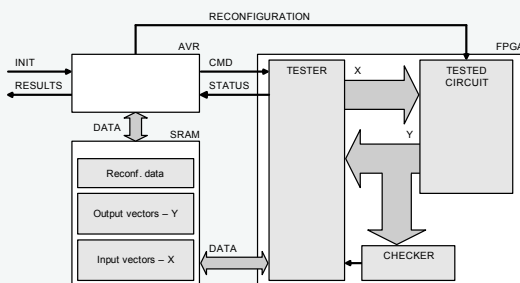 RECONFIGURATION
AVR
FPGA
INIT
CMD
TESTER
X
TESTED
CIRCUIT
RESULTS
STATUS
DATA
Y
SRAM
Reconf. data
Output vectors – Y
Input vectors – X
DATA
CHECKER